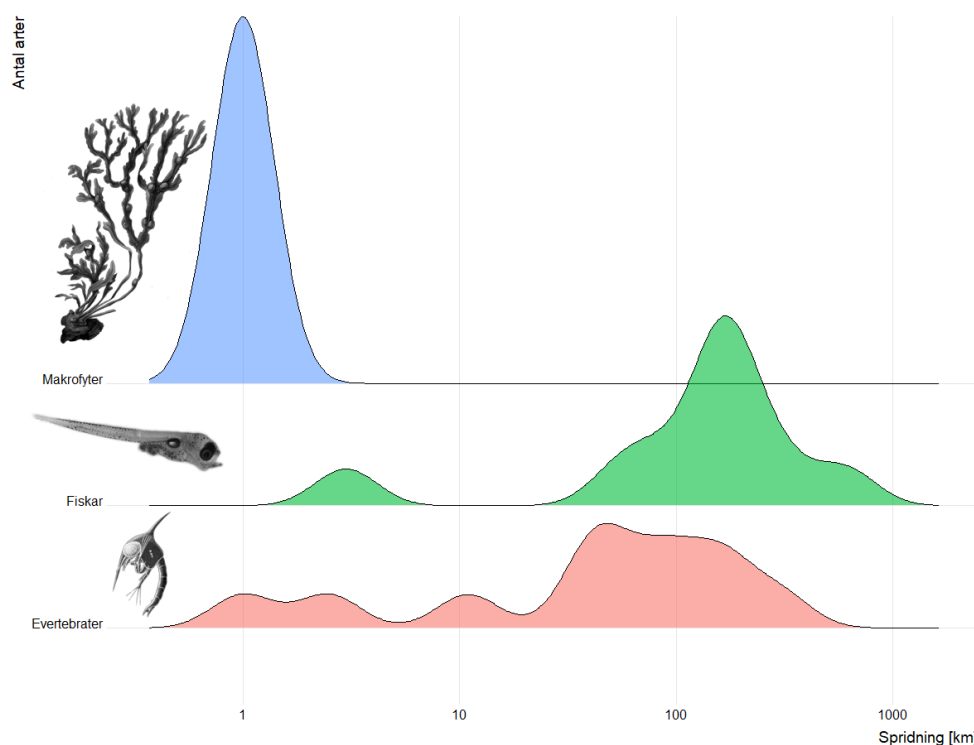 Antal arter
Makrofyter
Fiskar
Evertebrater
1
10
100
1000
Spridning [km